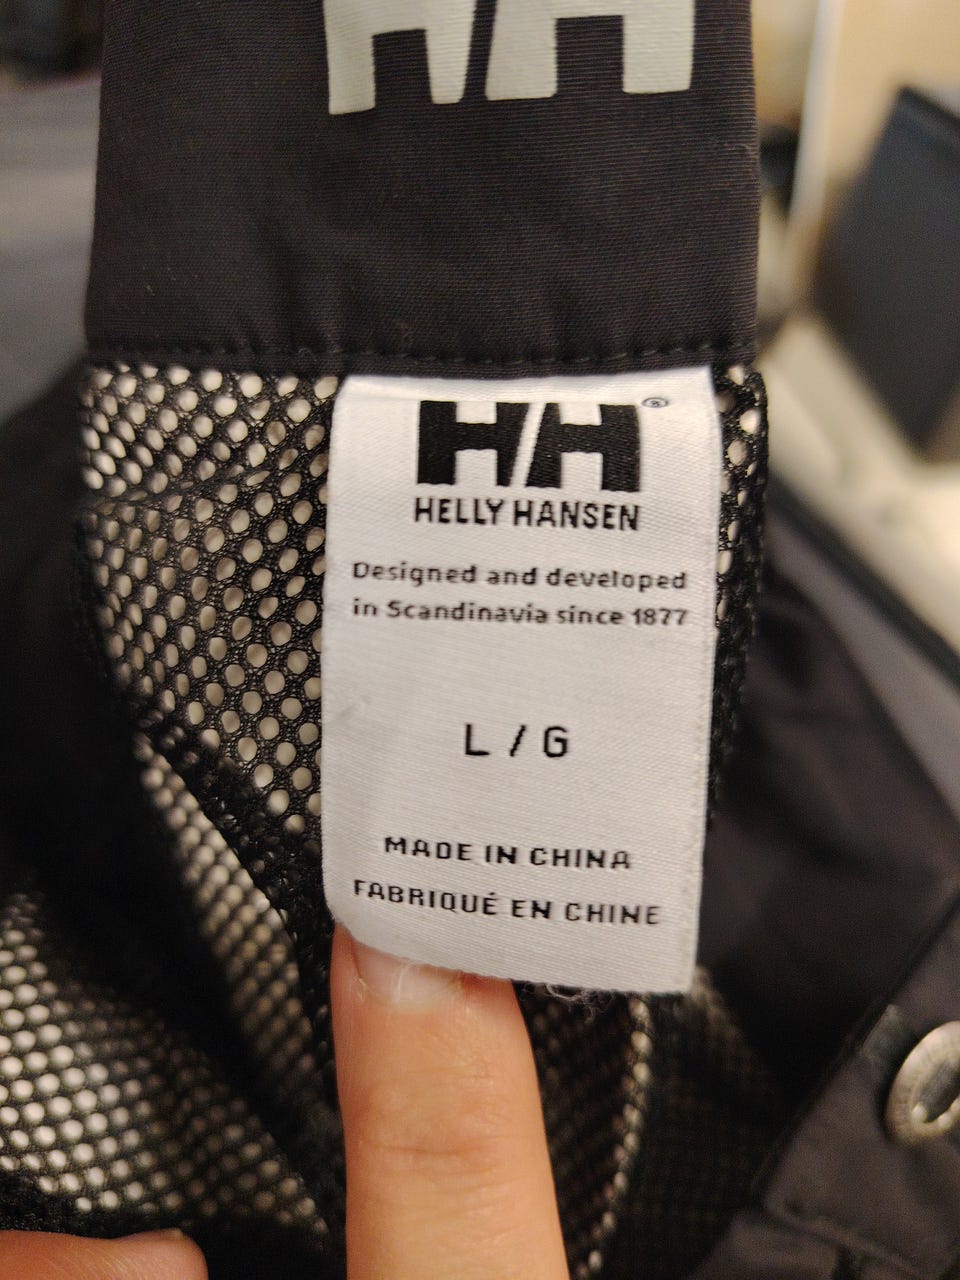 HH
HH®
HELLY HANSEN
Designed and developed
in Scandinavia since 1877
L / G
MADE IN CHINA
FABRIQUÉ EN CHINE